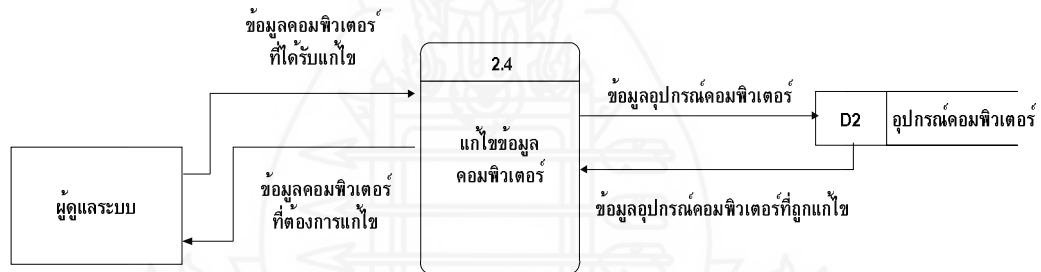 ข้อมูลคอมพิวเตอร์
ที่ได้รับแก้ไข
2.4
ข้อมูลอุปกรณ์คอมพิวเตอร์
D2
อุปกรณ์คอมพิวเตอร์
แก้ไขข้อมูล
คอมพิวเตอร์
ผู้ดูแลระบบ
ข้อมูลคอมพิวเตอร์
ที่ต้องการแก้ไข
ข้อมูลอุปกรณ์คอมพิวเตอร์ที่ถูกแก้ไข